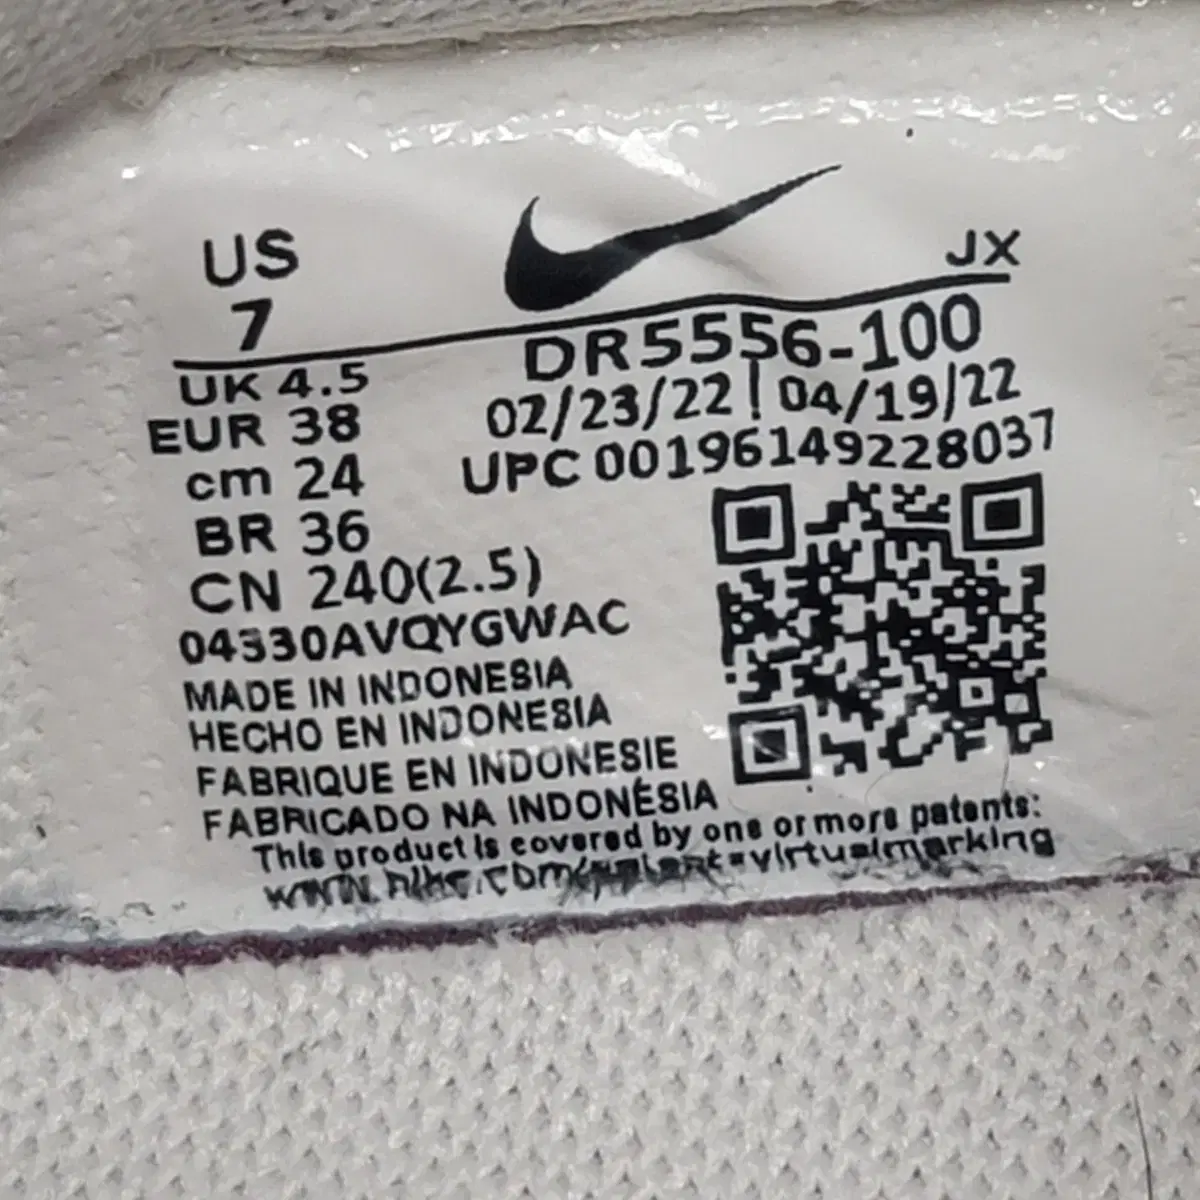 US
7
JX
UK 4.5
EUR 38
cm 24
BR 36
CN 240(2.5)
DR5556-100
02/23/22 | 04/19/22
UPC 00196149228037
04330AVQYGWAC
MADE IN INDONESIA
HECHO EN INDONESIA
FABRIQUE EN INDONESIE
FABRICADO NA INDONÉSIA
This product is covered by one or more patents: